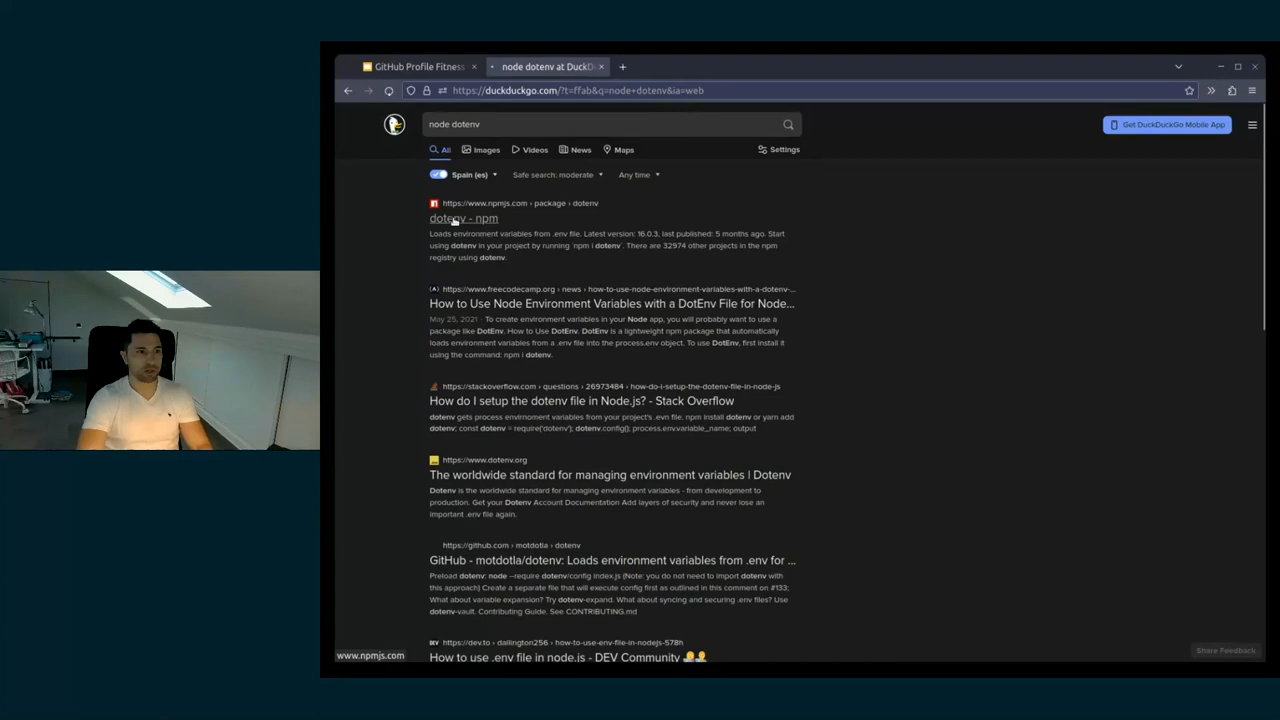 GitHub Profile Fitness
node dotenv at DuckD
https://duckduckgo.com/?t=ffab&q=node+dotenv&ia=web
node dotenv
Get DuckDuckGo Mobile App
All
Images
Videos
News
Maps
Settings
Spain (es)
Safe search: moderate
Any time
https://www.npmjs.com › package › dotenv
dotenv - npm
Loads environment variables from .env file. Latest version: 16.0.3, last published: 5 months ago. Start
using dotenv in your project by running `npm i dotenv`. There are 32974 other projects in the npm
registry using dotenv.
https://www.freecodecamp.org › news › how-to-use-node-environment-variables-with-a-dotenv-...
How to Use Node Environment Variables with a DotEnv File for Node...
May 25, 2021 · To create environment variables in your Node app, you will probably want to use a
package like DotEnv. How to Use DotEnv. DotEnv is a lightweight npm package that automatically
loads environment variables from a .env file into the process.env object. To use DotEnv, first install it
using the command: npm i dotenv.
https://stackoverflow.com › questions › 26973484 › how-do-i-setup-the-dotenv-file-in-node-js
How do I setup the dotenv file in Node.js? - Stack Overflow
dotenv gets process envirnoment variables from your project's .evn file. npm install dotenv or yarn add
dotenv; const dotenv = require('dotenv'); dotenv.config(); process.env.variable_name; output
https://www.dotenv.org
The worldwide standard for managing environment variables | Dotenv
Dotenv is the worldwide standard for managing environment variables - from development to
production. Get your Dotenv Account Documentation Add layers of security and never lose an
important .env file again.
https://github.com › motdotla › dotenv
GitHub - motdotla/dotenv: Loads environment variables from .env for ...
Preload dotenv: node --require dotenv/config index.js (Note: you do not need to import dotenv with
this approach) Create a separate file that will execute config first as outlined in this comment on #133;
What about variable expansion? Try dotenv-expand. What about syncing and securing .env files? Use
dotenv-vault. Contributing Guide. See CONTRIBUTING.md
DEV https://dev.to › dallington256 › how-to-use-env-file-in-nodejs-578h
How to use .env file in node.js - DEV Community
www.npmjs.com
Share Feedback